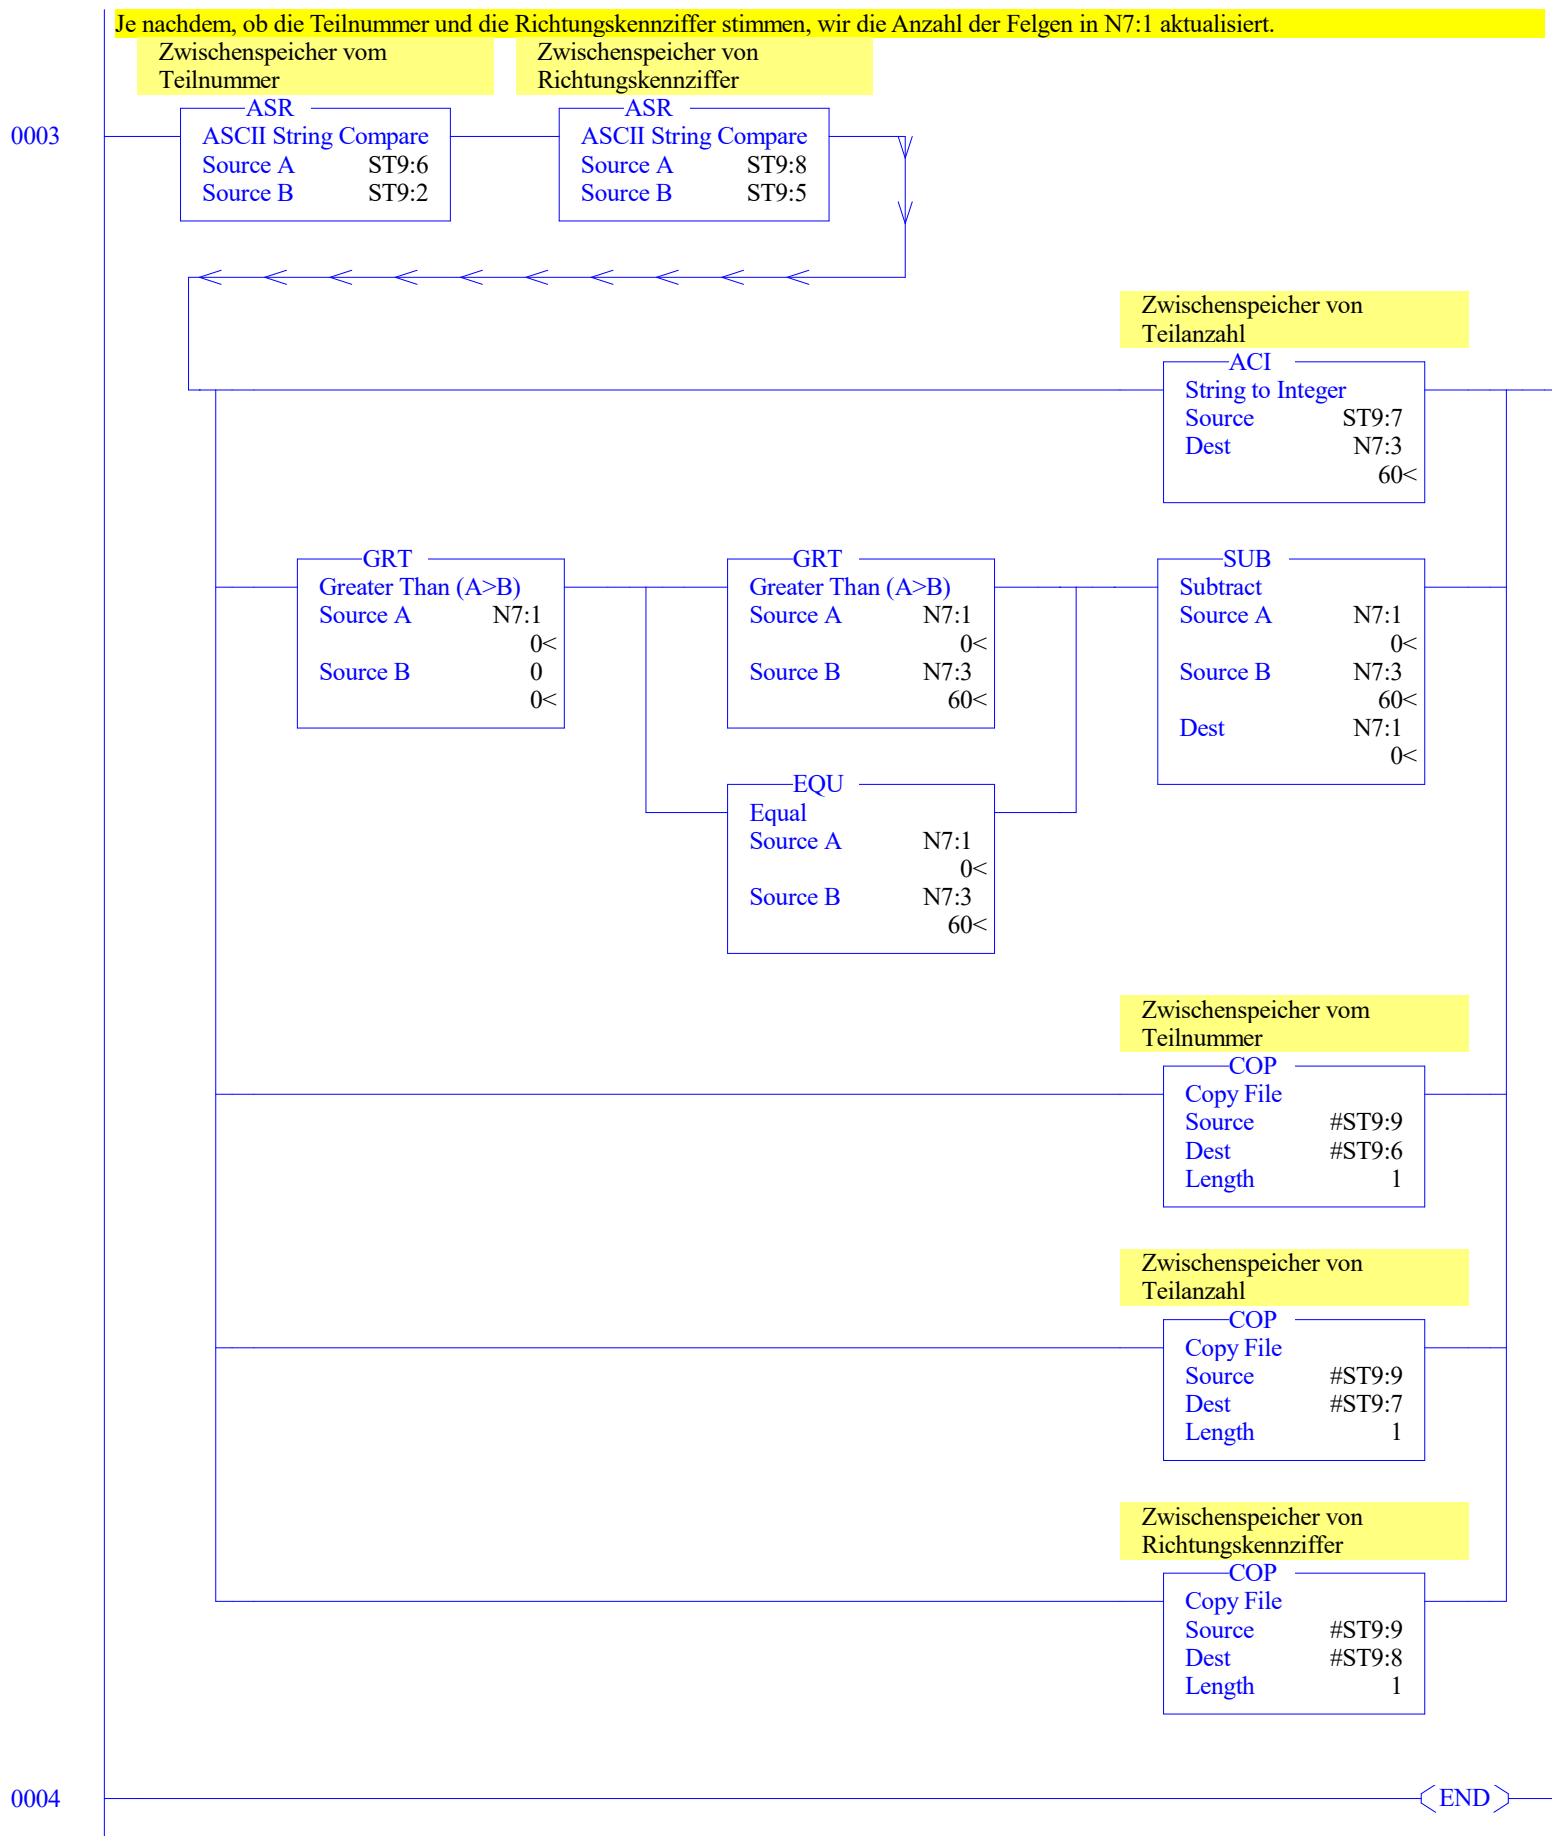 Je nachdem, ob die Teilnummer und die Richtungskennziffer stimmen, wir die Anzahl der Felgen in N7:1 aktualisiert.
Zwischenspeicher vom
Teilnummer
Zwischenspeicher von
Richtungskennziffer
0003
ASR
ASCII String Compare
Source A ST9:6
Source B ST9:2
ASR
ASCII String Compare
Source A ST9:8
Source B ST9:5
Zwischenspeicher von
Teilanzahl
ACI
String to Integer
Source ST9:7
Dest N7:3
60<
GRT
Greater Than (A>B)
Source A N7:1
0<
Source B 0
0<
GRT
Greater Than (A>B)
Source A N7:1
0<
Source B N7:3
60<
SUB
Subtract
Source A N7:1
0<
Source B N7:3
60<
Dest N7:1
0<
EQU
Equal
Source A N7:1
0<
Source B N7:3
60<
Zwischenspeicher vom
Teilnummer
COP
Copy File
Source #ST9:9
Dest #ST9:6
Length 1
Zwischenspeicher von
Teilanzahl
COP
Copy File
Source #ST9:9
Dest #ST9:7
Length 1
Zwischenspeicher von
Richtungskennziffer
COP
Copy File
Source #ST9:9
Dest #ST9:8
Length 1
0004
END